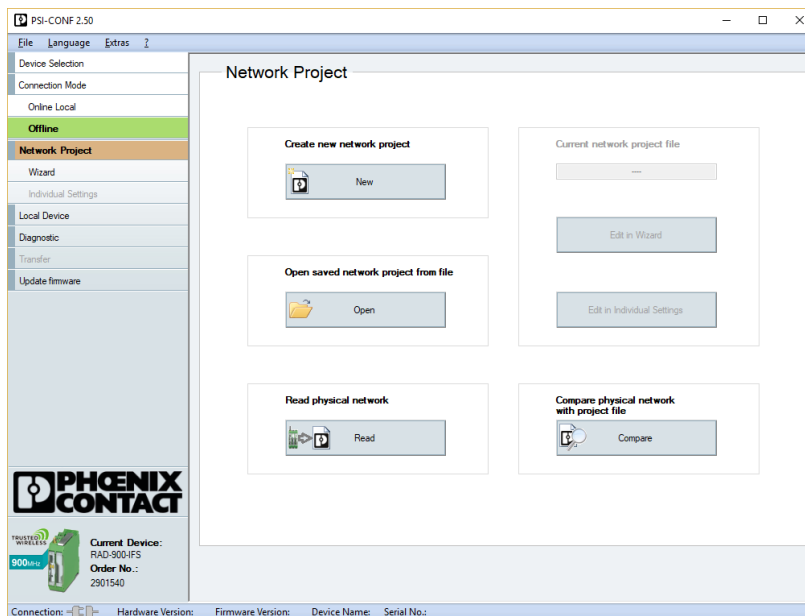 PSI-CONF 2.50
File Language Extras ?
Device Selection
Connection Mode
Online Local
Offline
Network Project
Wizard
Individual Settings
Local Device
Diagnostic
Transfer
Update firmware
PHŒNIX
CONTACT
TRUSTED
WIRELESS
900MHz
Current Device:
RAD-900-IFS
Order No.:
2901540
Network Project
Create new network project
New
Open saved network project from file
Open
Read physical network
Read
Current network project file
---
Edit in Wizard
Edit in Individual Settings
Compare physical network
with project file
Compare
Connection: Hardware Version: Firmware Version: Device Name: Serial No.: